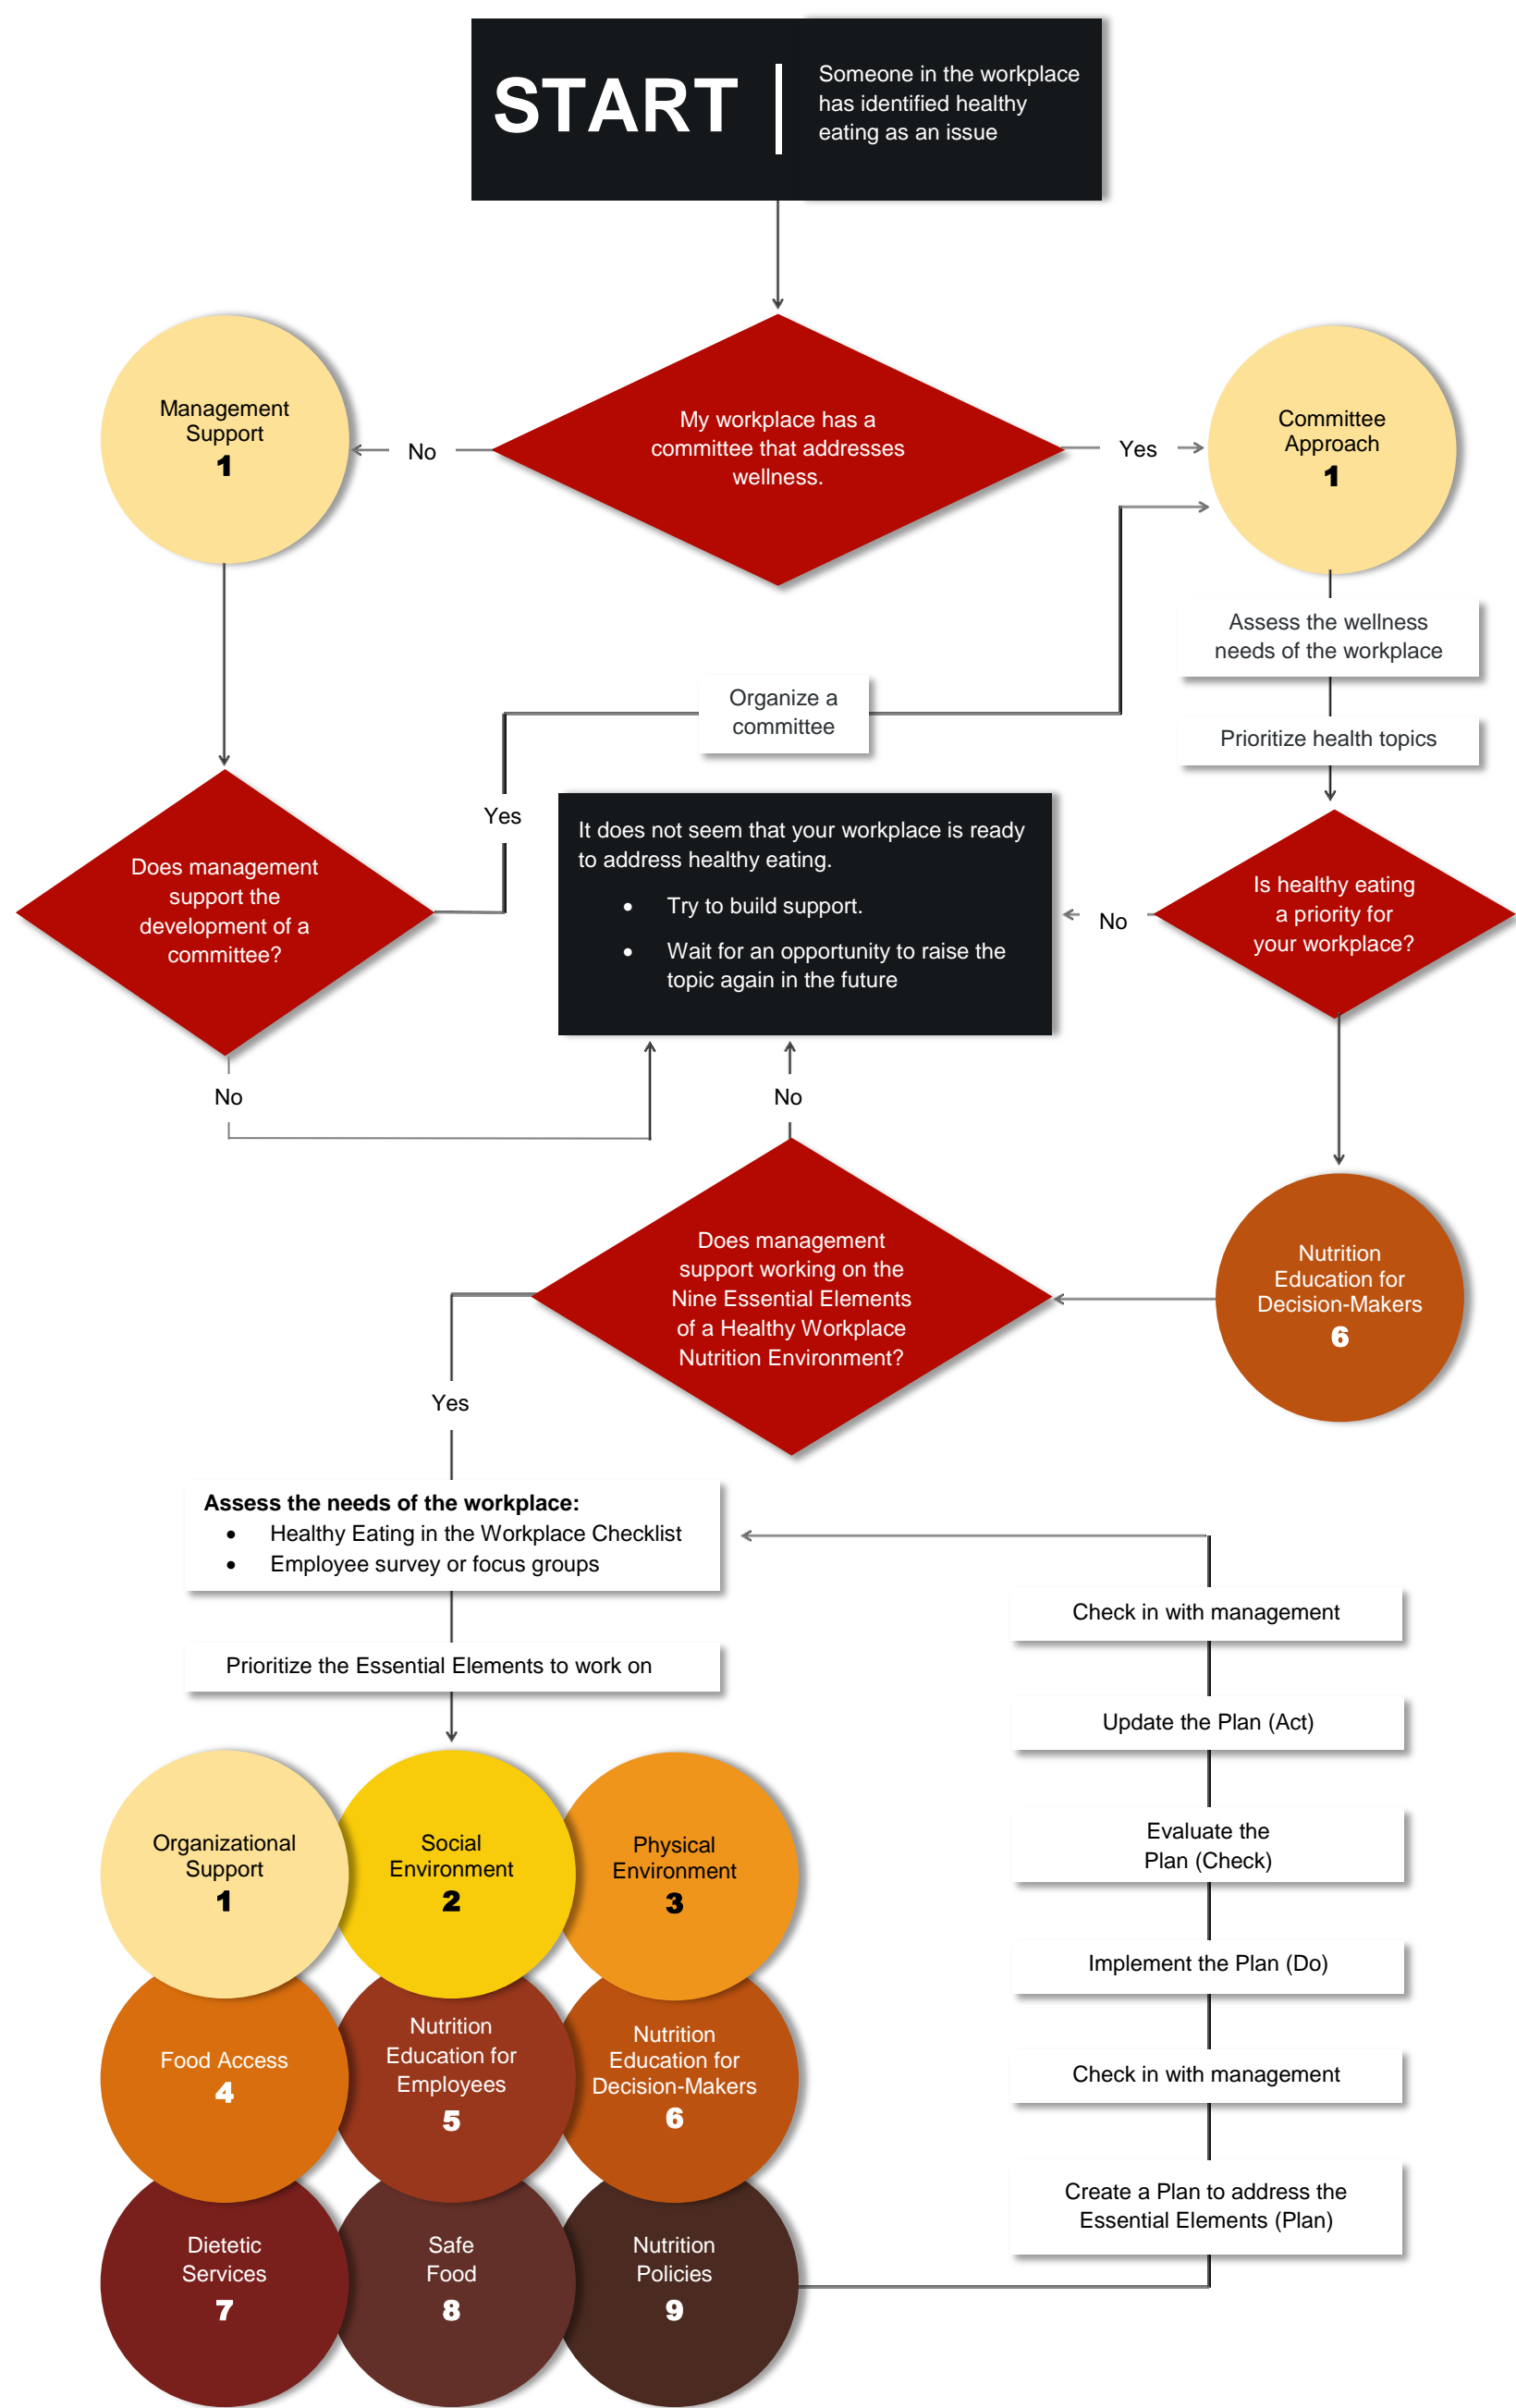 START
Someone in the workplace
has identified healthy
eating as an issue
Management
Support
1
No
My workplace has a
committee that addresses
wellness.
Yes
Committee
Approach
1
Assess the wellness
needs of the workplace
Prioritize health topics
Organize a
committee
Yes
Does management
support the
development of a
committee?
It does not seem that your workplace is ready
to address healthy eating.
• Try to build support.
• Wait for an opportunity to raise the
topic again in the future
No
Is healthy eating
a priority for
your workplace?
No
No
Does management
support working on the
Nine Essential Elements
of a Healthy Workplace
Nutrition Environment?
Nutrition
Education for
Decision-Makers
6
Yes
Assess the needs of the workplace:
• Healthy Eating in the Workplace Checklist
• Employee survey or focus groups
Prioritize the Essential Elements to work on
Organizational
Support
1
Social
Environment
2
Physical
Environment
3
Food Access
4
Nutrition
Education for
Employees
5
Nutrition
Education for
Decision-Makers
6
Dietetic
Services
7
Safe
Food
8
Nutrition
Policies
9
Check in with management
Update the Plan (Act)
Evaluate the
Plan (Check)
Implement the Plan (Do)
Check in with management
Create a Plan to address the
Essential Elements (Plan)